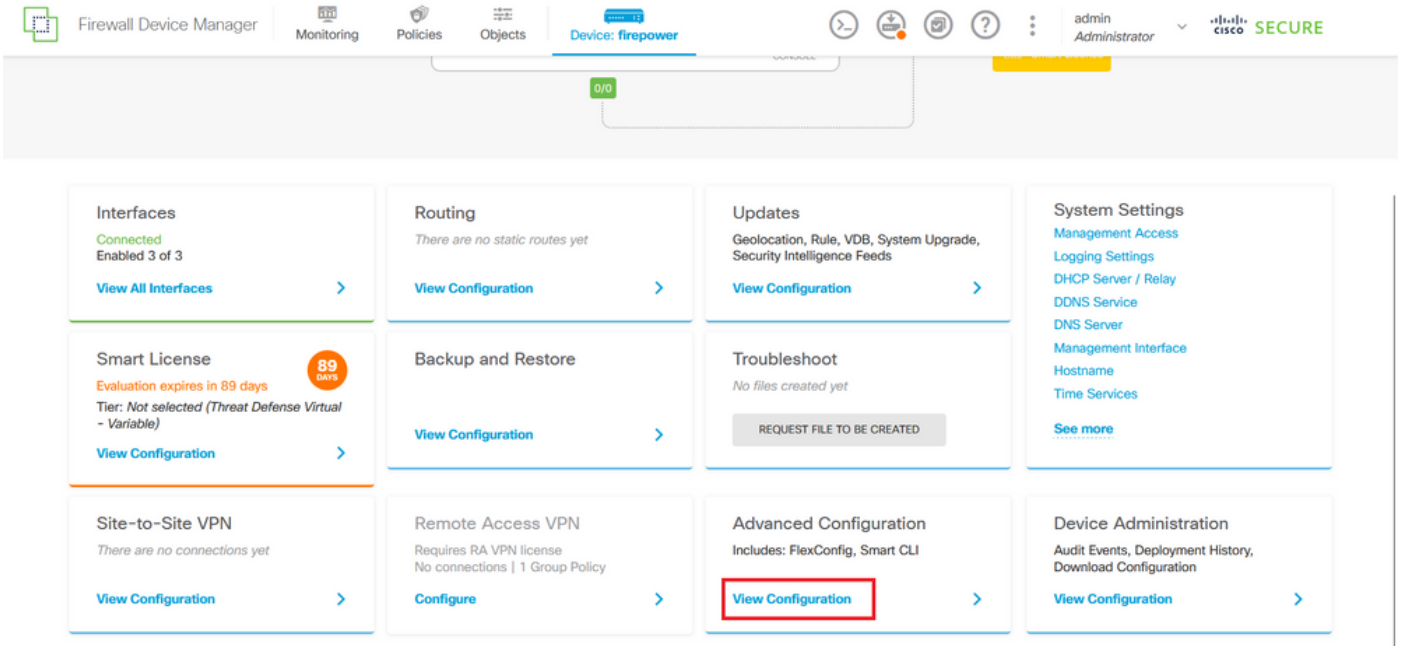 Firewall Device Manager
Monitoring
Policies
Objects
Device: firepower
admin
Administrator
cisco SECURE
CONSOLE
0/0
Interfaces
Connected
Enabled 3 of 3
View All Interfaces
Routing
There are no static routes yet
View Configuration
Updates
Geolocation, Rule, VDB, System Upgrade,
Security Intelligence Feeds
View Configuration
System Settings
Management Access
Logging Settings
DHCP Server / Relay
DDNS Service
DNS Server
Management Interface
Hostname
Time Services
See more
Smart License
89
DAYS
Evaluation expires in 89 days
Tier: Not selected (Threat Defense Virtual
- Variable)
View Configuration
Backup and Restore
View Configuration
Troubleshoot
No files created yet
REQUEST FILE TO BE CREATED
Site-to-Site VPN
There are no connections yet
View Configuration
Remote Access VPN
Requires RA VPN license
No connections | 1 Group Policy
Configure
Advanced Configuration
Includes: FlexConfig, Smart CLI
View Configuration
Device Administration
Audit Events, Deployment History,
Download Configuration
View Configuration